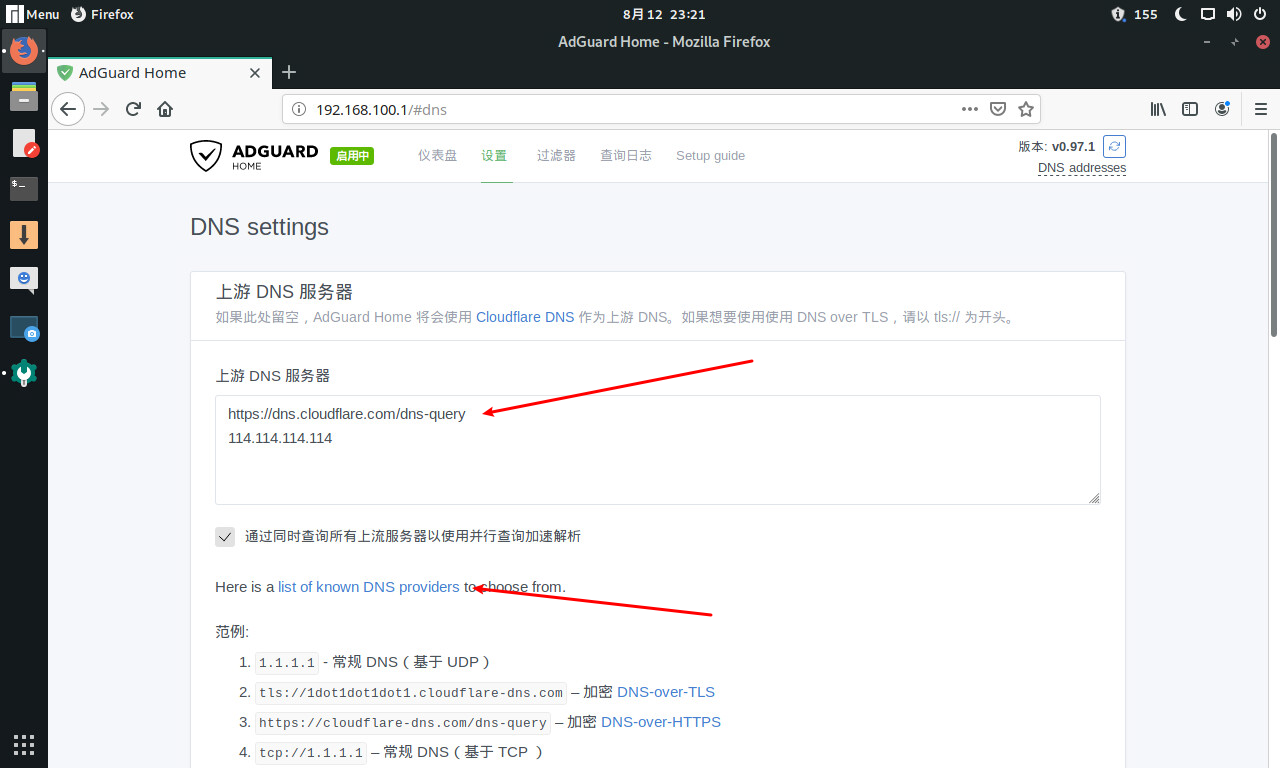 Menu Firefox 8月12 23:21 155
AdGuard Home - Mozilla Firefox
AdGuard Home
192.168.100.1/#dns
ADGUARD HOME 启用中 仪表盘 设置 过滤器 查询日志 Setup guide 版本: v0.97.1
DNS addresses
DNS settings
上游 DNS 服务器
如果此处留空，AdGuard Home 将会使用 Cloudflare DNS 作为上游 DNS。如果想要使用使用 DNS over TLS，请以 tls:// 为开头。
上游 DNS 服务器
https://dns.cloudflare.com/dns-query
114.114.114.114
通过同时查询所有上流服务器以使用并行查询加速解析
Here is a list of known DNS providers to choose from.
范例:
1. 1.1.1.1 - 常规 DNS（基于 UDP）
2. tls://1dot1dot1dot1.cloudflare-dns.com – 加密 DNS-over-TLS
3. https://cloudflare-dns.com/dns-query – 加密 DNS-over-HTTPS
4. tcp://1.1.1.1 – 常规 DNS（基于 TCP ）